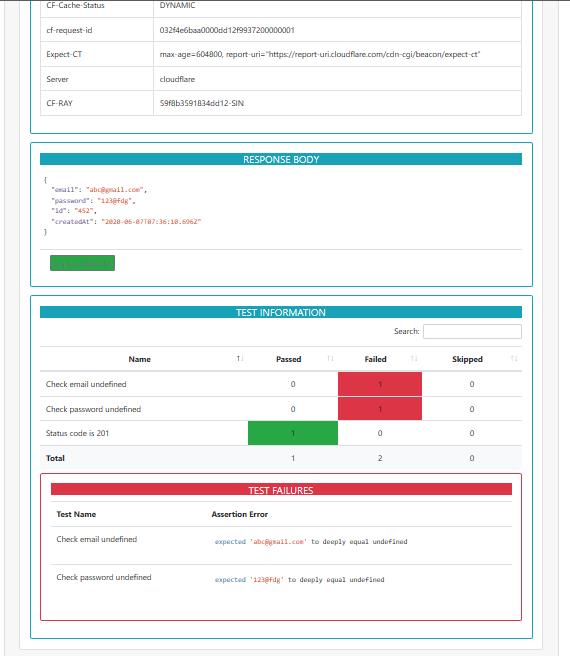 CF-Cache-Status DYNAMIC
cf-request-id 032f4e6baa0000dd12f9937200000001
Expect-CT max-age=604800, report-uri="https://report-uri.cloudflare.com/cdn-cgi/beacon/expect-ct"
Server cloudflare
CF-RAY 59f8b3591834dd12-SIN
RESPONSE BODY
{
"email": "abc@gmail.com",
"password": "123@fdg",
"id": "452",
"createdAt": "2020-06-07T07:36:10.696Z"
}
TEST INFORMATION
Search:
Name Passed Failed Skipped
Check email undefined 0 1 0
Check password undefined 0 1 0
Status code is 201 1 0 0
Total 1 2 0
TEST FAILURES
Test Name Assertion Error
Check email undefined expected 'abc@gmail.com' to deeply equal undefined
Check password undefined expected '123@fdg' to deeply equal undefined